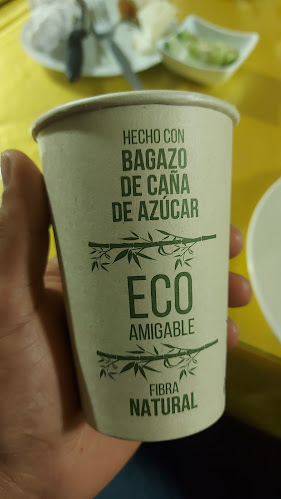 HECHO CON
BAGAZO
DE CAÑA
DE AZÚCAR
ECO
AMIGABLE
FIBRA
NATURAL